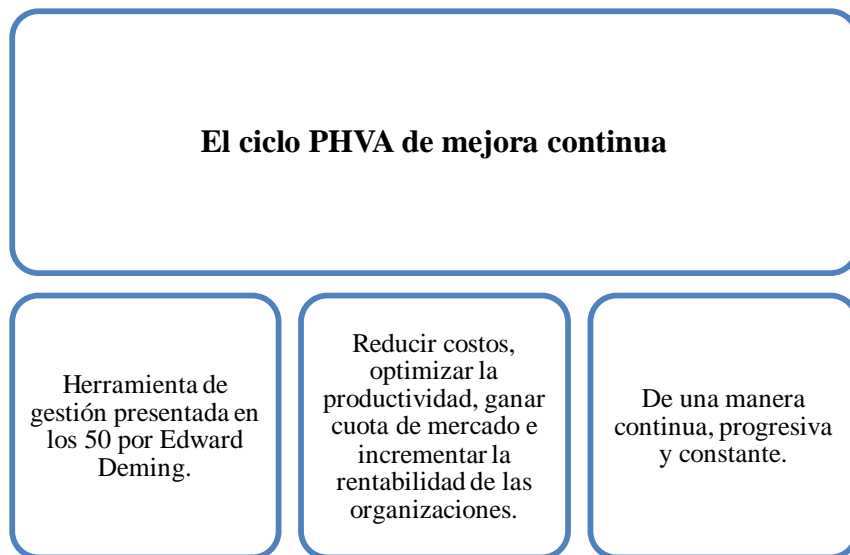 El ciclo PHVA de mejora continua
Herramienta de
gestión presentada en
los 50 por Edward
Deming.
Reducir costos,
optimizar la
productividad, ganar
cuota de mercado e
incrementar la
rentabilidad de las
organizaciones.
De una manera
continua, progresiva
y constante.